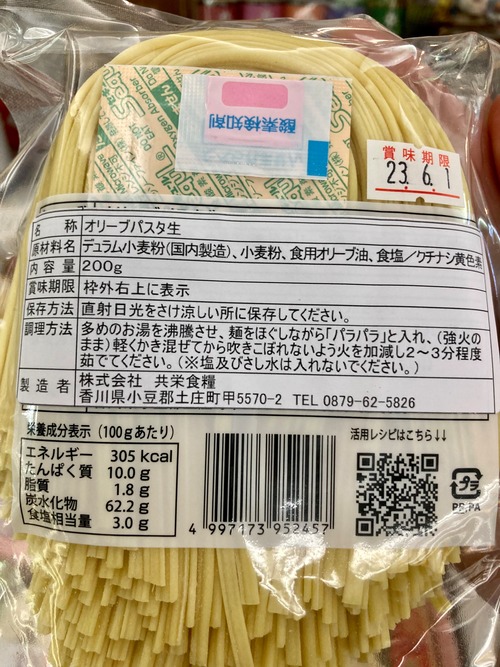 酸素検知剤
賞味期限
23.6.1
名称 オリーブパスタ生
原材料名 デュラム小麦粉(国内製造)、小麦粉、食用オリーブ油、食塩／クチナシ黄色素
内容量 200g
賞味期限 枠外右上に表示
保存方法 直射日光をさけ涼しい所に保存してください。
調理方法 多めのお湯を沸騰させ、麺をほぐしながら「パラパラ」と入れ、(強火の
まま)軽くかき混ぜてから吹きこぼれないよう火を加減し2～3分程度
茹でてください。(※塩及びさし水は入れないでください。)
製造者 株式会社 共栄食糧
香川県小豆郡土庄町甲5570-2 TEL 0879-62-5826
栄養成分表示(100gあたり)
エネルギー 305 kcal
たんぱく質 10.0 g
脂質 1.8 g
炭水化物 62.2 g
食塩相当量 3.0 g
4 997173 952457
活用レシピはこちら↓↓
プラ
PE,PA